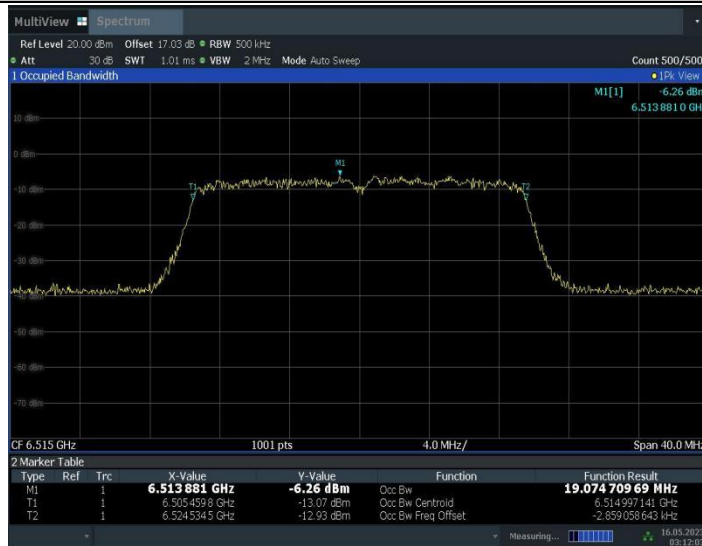 MultiView Spectrum
Ref Level 20.00 dBm Offset 17.03 dB RBW 500 kHz
Att 30 dB SWT 1.01 ms VBW 2 MHz Mode Auto Sweep Count 500/500
1 Occupied Bandwidth 1Pk View
M1[1] -6.26 dBm
6.513 881 0 GH
10 dBm
0 dBm
M1
T1 T2
-10 dBm
-20 dBm
-30 dBm
-40 dBm
-50 dBm
-60 dBm
-70 dBm
CF 6.515 GHz 1001 pts 4.0 MHz/ Span 40.0 MHz
2 Marker Table
Type Ref Trc X-Value Y-Value Function Function Result
M1 1 6.513 881 GHz -6.26 dBm Occ Bw 19.074 709 69 MHz
T1 1 6.505 459 8 GHz -13.07 dBm Occ Bw Centroid 6.514 997 141 GHz
T2 1 6.524 534 5 GHz -12.93 dBm Occ Bw Freq Offset -2.859 058 643 kHz
Measuring... 16.05.2023